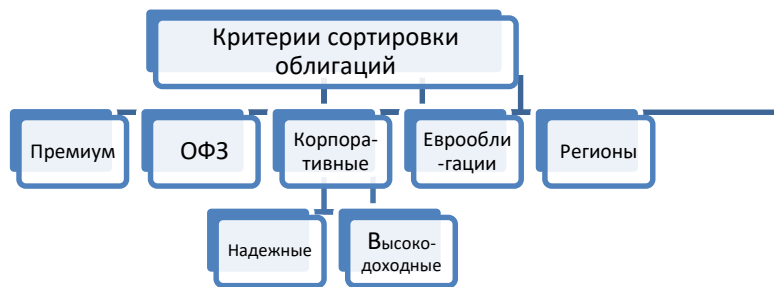 Критерии сортировки
облигаций
Премиум
ОФЗ
Корпора-
тивные
Еврообли
-гации
Регионы
Надежные
Высоко-
доходные